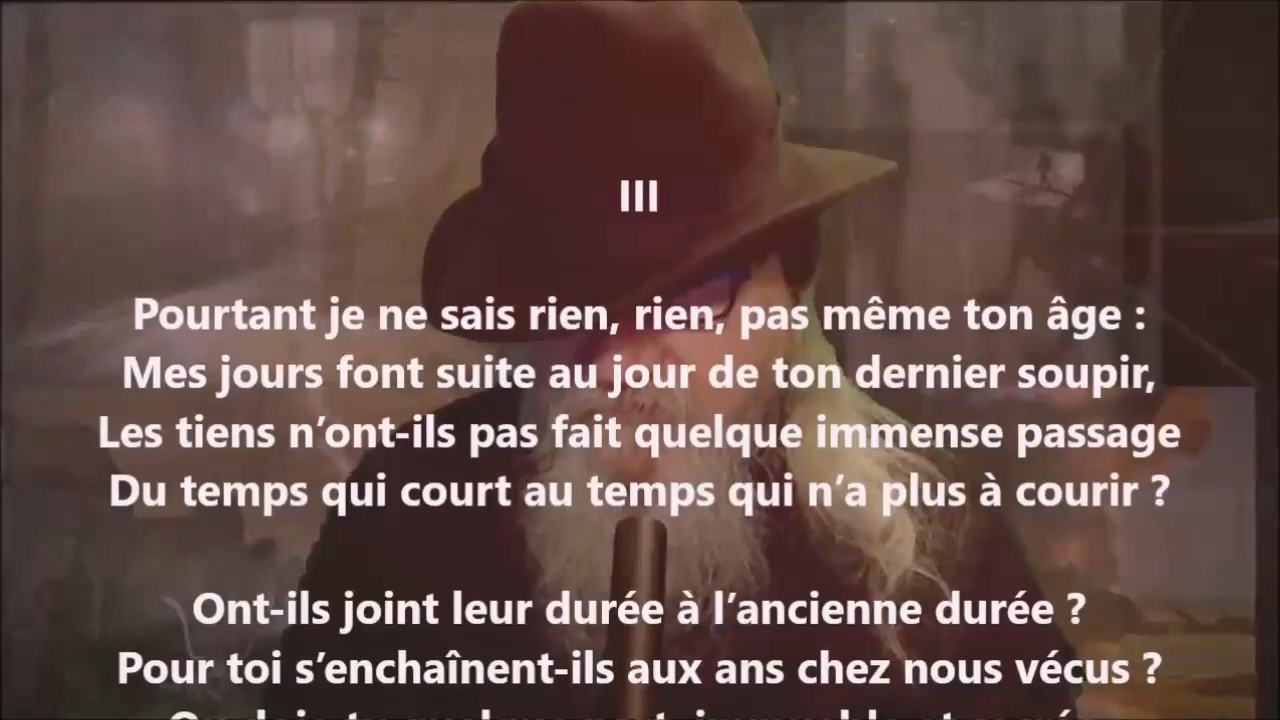 III
Pourtant je ne sais rien, rien, pas même ton âge :
Mes jours font suite au jour de ton dernier soupir,
Les tiens n’ont-ils pas fait quelque immense passage
Du temps qui court au temps qui n’a plus à courir ?
Ont-ils joint leur durée à l’ancienne durée ?
Pour toi s’enchaînent-ils aux ans chez nous vécus ?